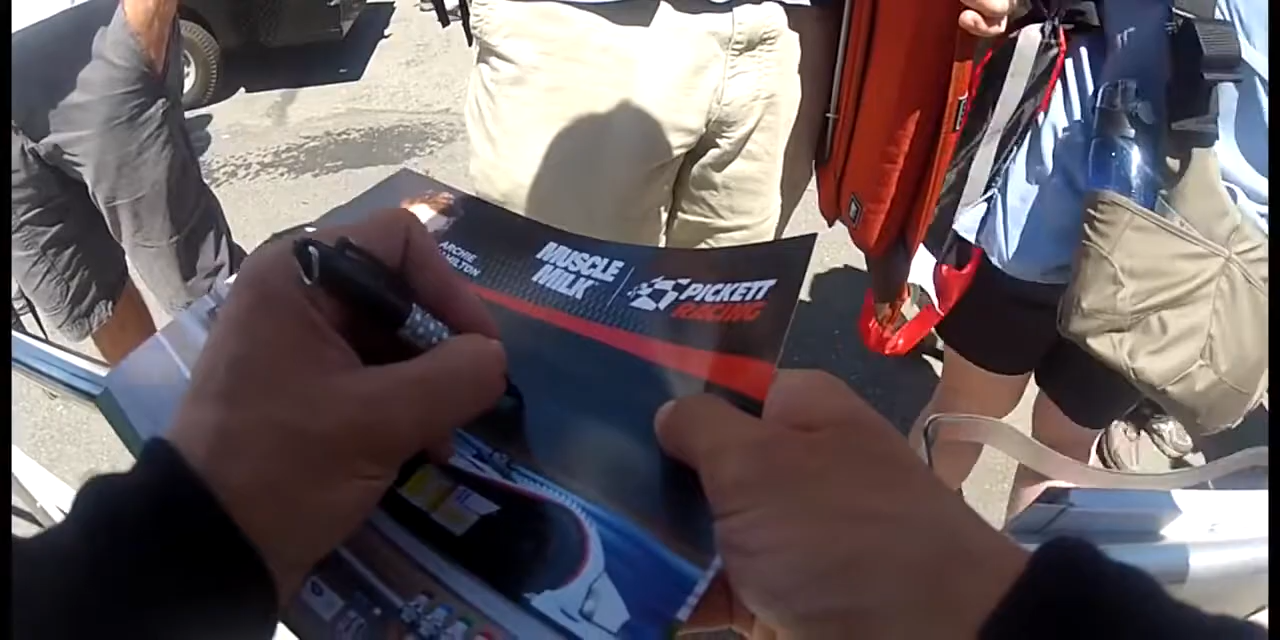 ARCHIE
HAMILTON
MUSCLE
MILK
PICKETT
RACING